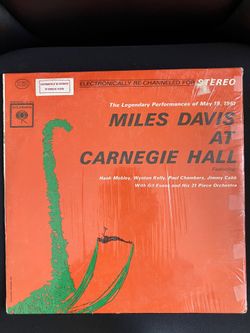 ELECTRONICALLY RE-CHANNELED FOR STEREO
COLUMBIA
The Legendary Performances of May 19, 1961
MILES DAVIS
AT
CARNEGIE HALL
Featuring
Hank Mobley, Wynton Kelly, Paul Chambers, Jimmy Cobb
With Gil Evans and His 21 Piece Orchestra